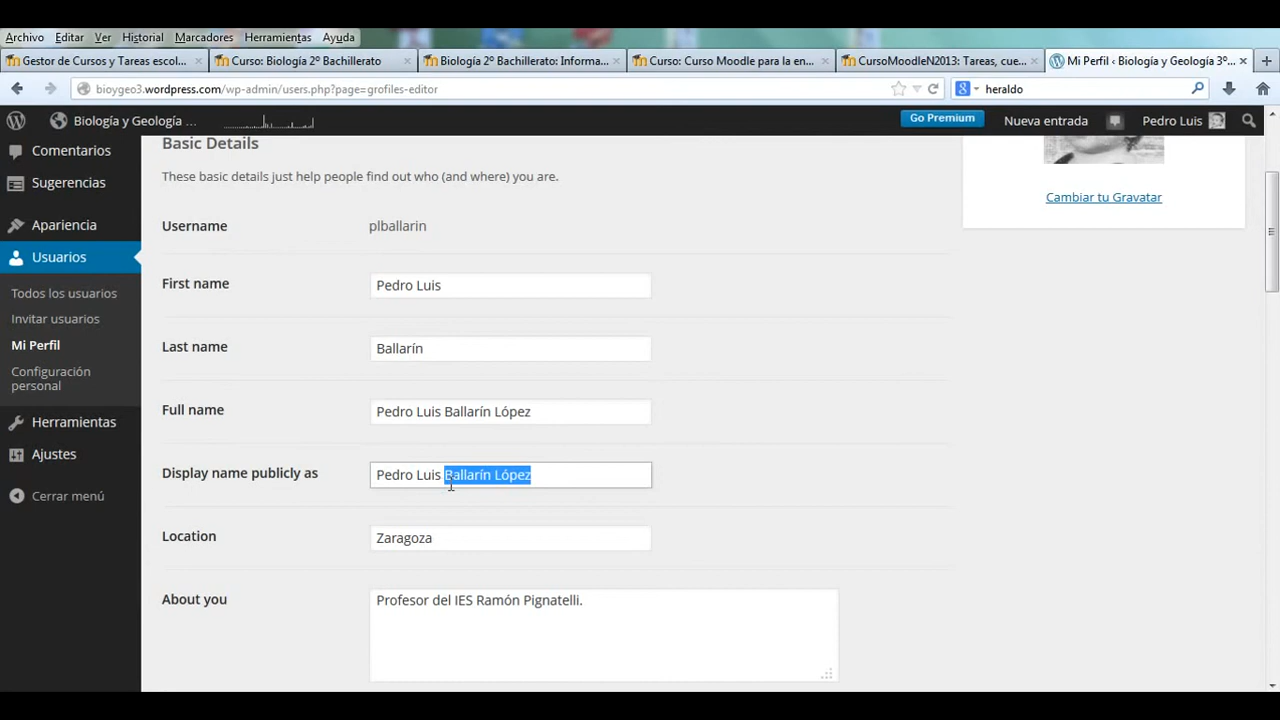 Archivo Editar Ver Historial Marcadores Herramientas Ayuda
Gestor de Cursos y Tareas escol... × Curso: Biología 2º Bachillerato × Biología 2º Bachillerato: Informa... × Curso: Curso Moodle para la en... × CursoMoodleN2013: Tareas, cue... × Mi Perfil ‹ Biología y Geología 3º... ×
bioygeo3.wordpress.com/wp-admin/users.php?page=grofiles-editor heraldo
Biología y Geología ... Go Premium Nueva entrada Pedro Luis
Comentarios
Sugerencias
Apariencia
Usuarios
Todos los usuarios
Invitar usuarios
Mi Perfil
Configuración
personal
Herramientas
Ajustes
Cerrar menú
Basic Details
These basic details just help people find out who (and where) you are.
Username plballarin
First name Pedro Luis
Last name Ballarín
Full name Pedro Luis Ballarín López
Display name publicly as Pedro Luis Ballarín López
Location Zaragoza
About you Profesor del IES Ramón Pignatelli.
Cambiar tu Gravatar